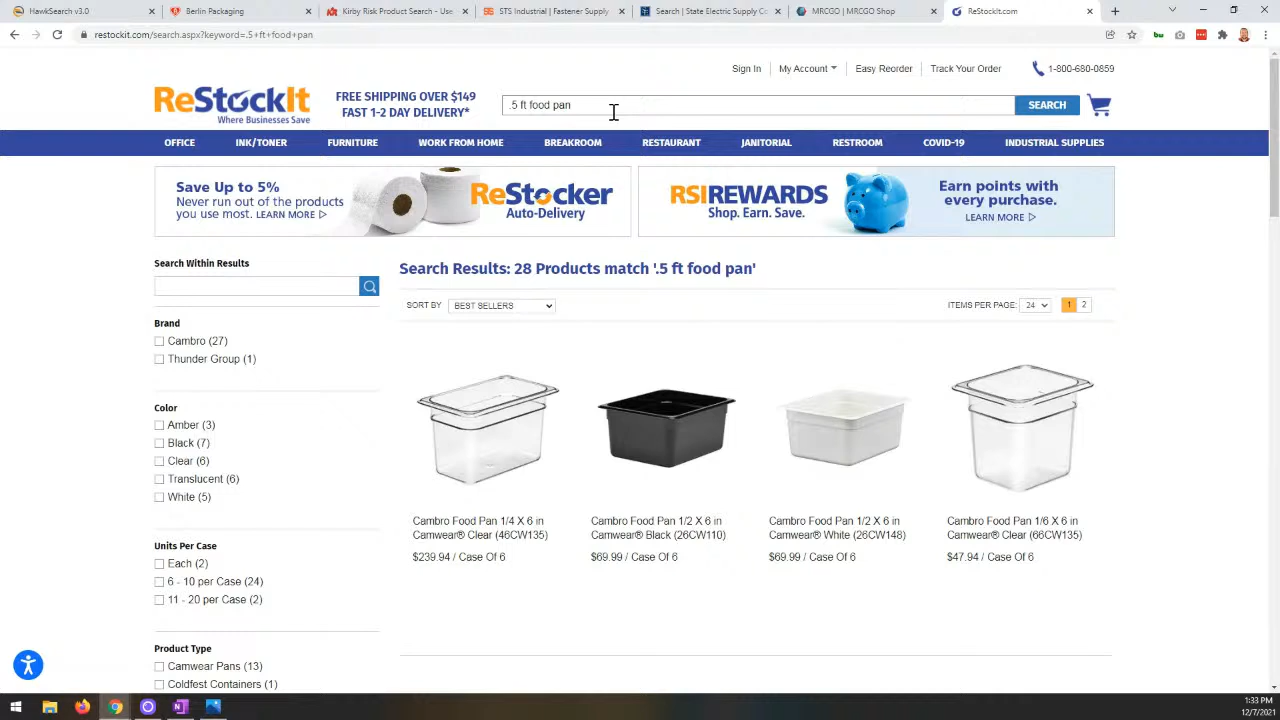 HawkSearch v3.0
Berlin Packaging
Kirby Risk Product Search - Use
STS Industrial | Fastener Supply
Search | State Electric Supply Co
MRCGO | MRCGO Shop
ReStockIt.com
restockit.com/search.aspx?keyword=.5+ft+food+pan
Sign In
My Account
Easy Reorder
Track Your Order
1-800-680-0859
ReStockIt
Where Businesses Save
FREE SHIPPING OVER $149
FAST 1-2 DAY DELIVERY*
.5 ft food pan
SEARCH
OFFICE
INK/TONER
FURNITURE
WORK FROM HOME
BREAKROOM
RESTAURANT
JANITORIAL
RESTROOM
COVID-19
INDUSTRIAL SUPPLIES
Save Up to 5%
Never run out of the products
you use most. LEARN MORE
ReStocker
Auto-Delivery
RSIREWARDS
Shop. Earn. Save.
Earn points with
every purchase.
LEARN MORE
Search Within Results
Brand
Cambro (27)
Thunder Group (1)
Color
Amber (3)
Black (7)
Clear (6)
Translucent (6)
White (5)
Units Per Case
Each (2)
6 - 10 per Case (24)
11 - 20 per Case (2)
Product Type
Camwear Pans (13)
Coldfest Containers (1)
Search Results: 28 Products match '.5 ft food pan'
SORT BY
BEST SELLERS
ITEMS PER PAGE:
24
1
2
Cambro Food Pan 1/4 X 6 in
Camwear® Clear (46CW135)
$239.94 / Case Of 6
Cambro Food Pan 1/2 X 6 in
Camwear® Black (26CW110)
$69.99 / Case Of 6
Cambro Food Pan 1/2 X 6 in
Camwear® White (26CW148)
$69.99 / Case Of 6
Cambro Food Pan 1/6 X 6 in
Camwear® Clear (66CW135)
$47.94 / Case Of 6
1:33 PM
12/7/2021